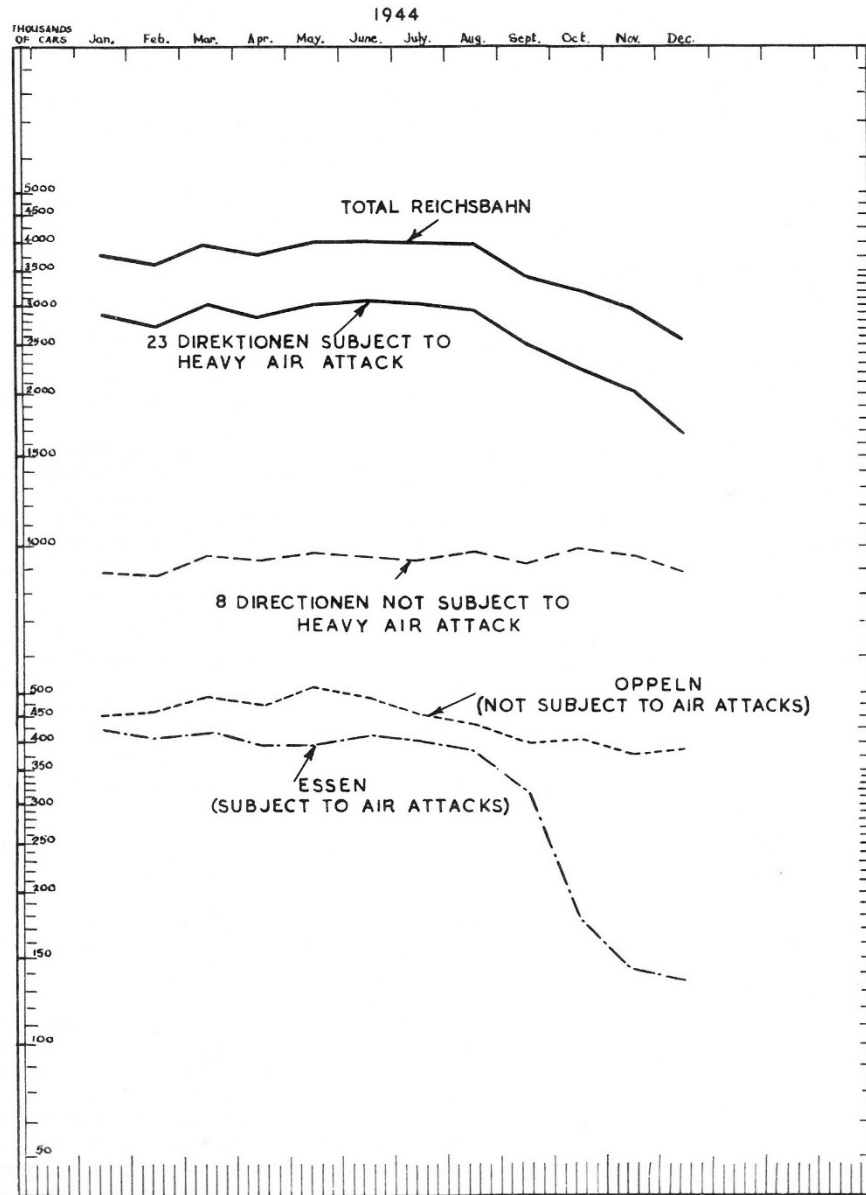 1944
THOUSANDS
OF CARS
Jan. Feb. Mar. Apr. May. June. July. Aug. Sept. Oct. Nov. Dec.
5000
4500
TOTAL REICHSBAHN
4000
3500
3000
23 DIREKTIONEN SUBJECT TO
HEAVY AIR ATTACK
2500
2000
1500
1000
8 DIRECTIONEN NOT SUBJECT TO
HEAVY AIR ATTACK
500
OPPELN
(NOT SUBJECT TO AIR ATTACKS)
450
400
350
ESSEN
(SUBJECT TO AIR ATTACKS)
300
250
200
150
100
50